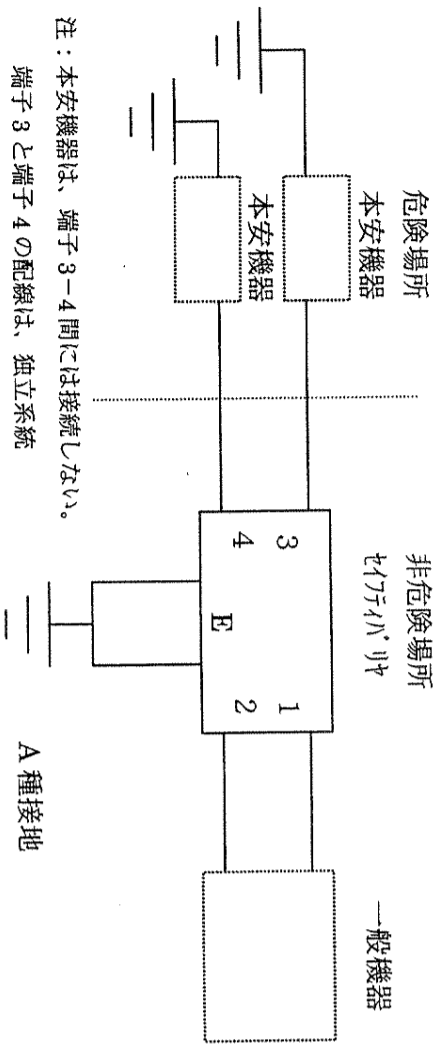 危険場所
非危険場所
本安機器
本安機器
セイフティバリヤ
一般機器
3
4
E
1
2
A種接地
注：本安機器は、端子3－4間には接続しない。
端子3と端子4の配線は、独立系統